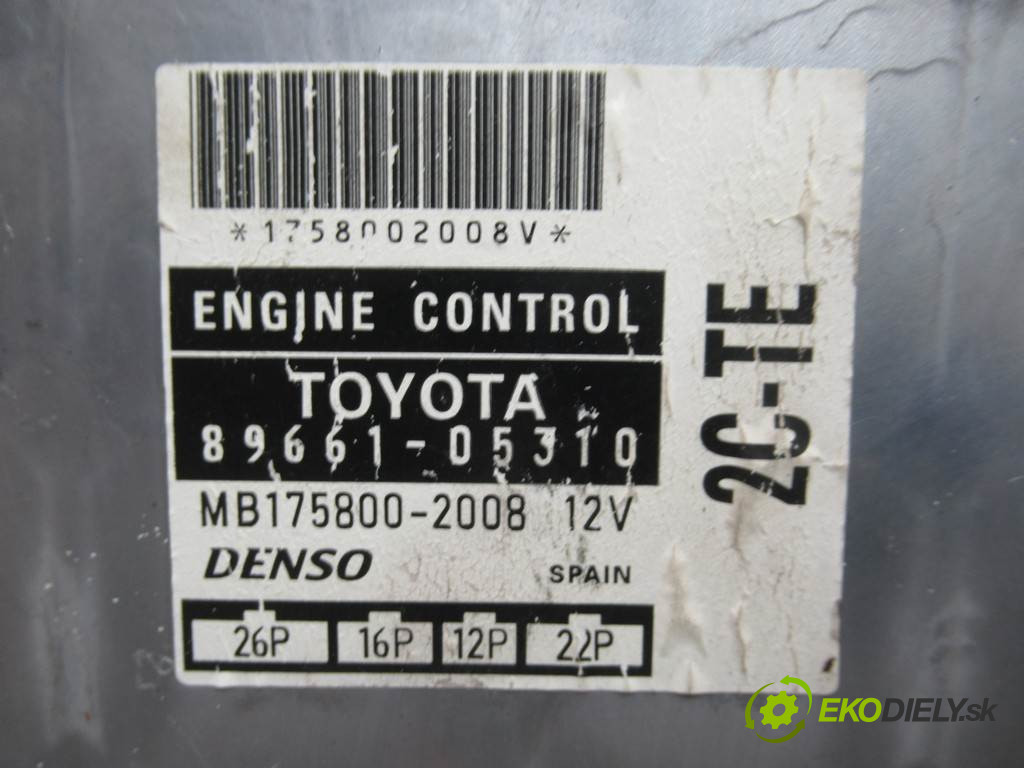 *1758002008V*
ENGINE CONTROL
TOYOTA
89661-05310
MB175800-2008 12V
DENSO SPAIN
26P 16P 12P 22P
2C-TE
EKODIELY.sk